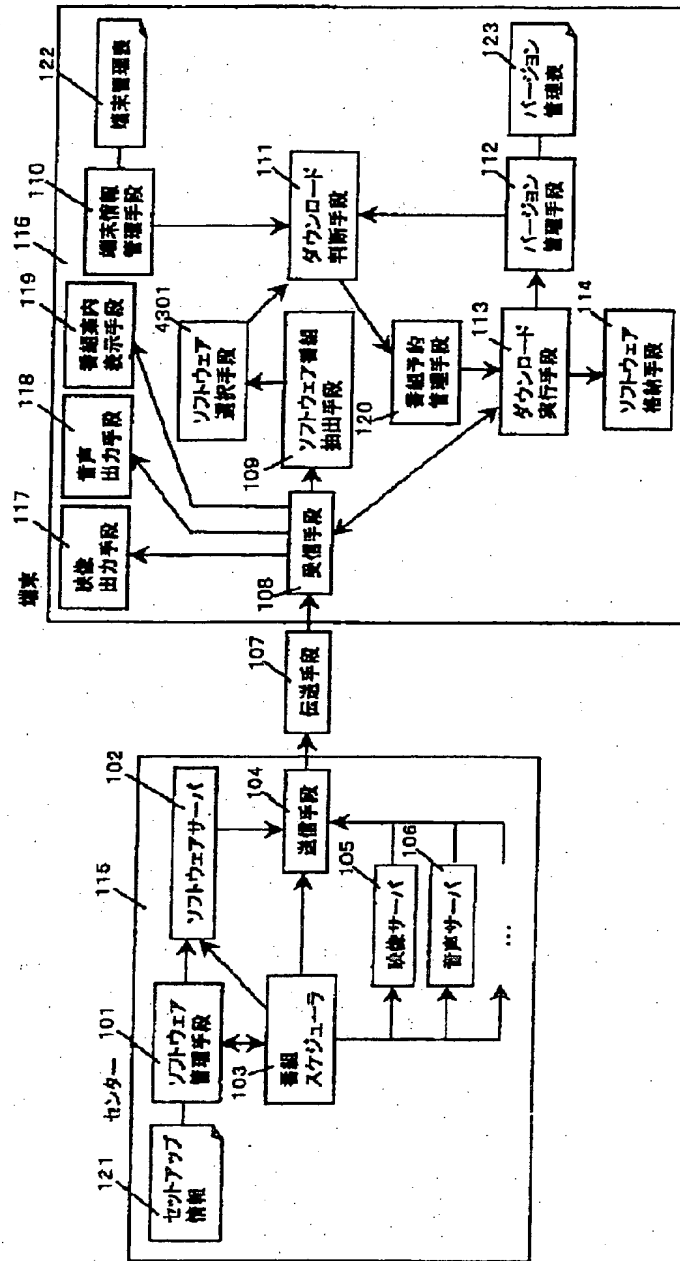 センター
115
121
セットアップ
情報
101
ソフトウェア
管理手段
102
ソフトウェアサーバ
103
番組
スケジューラ
104
送信手段
105
映像サーバ
106
音声サーバ
...
107
伝送手段
端末
116
117
映像
出力手段
118
音声
出力手段
119
番組案内
表示手段
110
端末情報
管理手段
122
端末管理表
108
受信手段
109
ソフトウェア番組
抽出手段
4301
ソフトウェア
選択手段
111
ダウンロード
判断手段
120
番組予約
管理手段
113
ダウンロード
実行手段
112
バージョン
管理手段
123
バージョン
管理表
114
ソフトウェア
格納手段